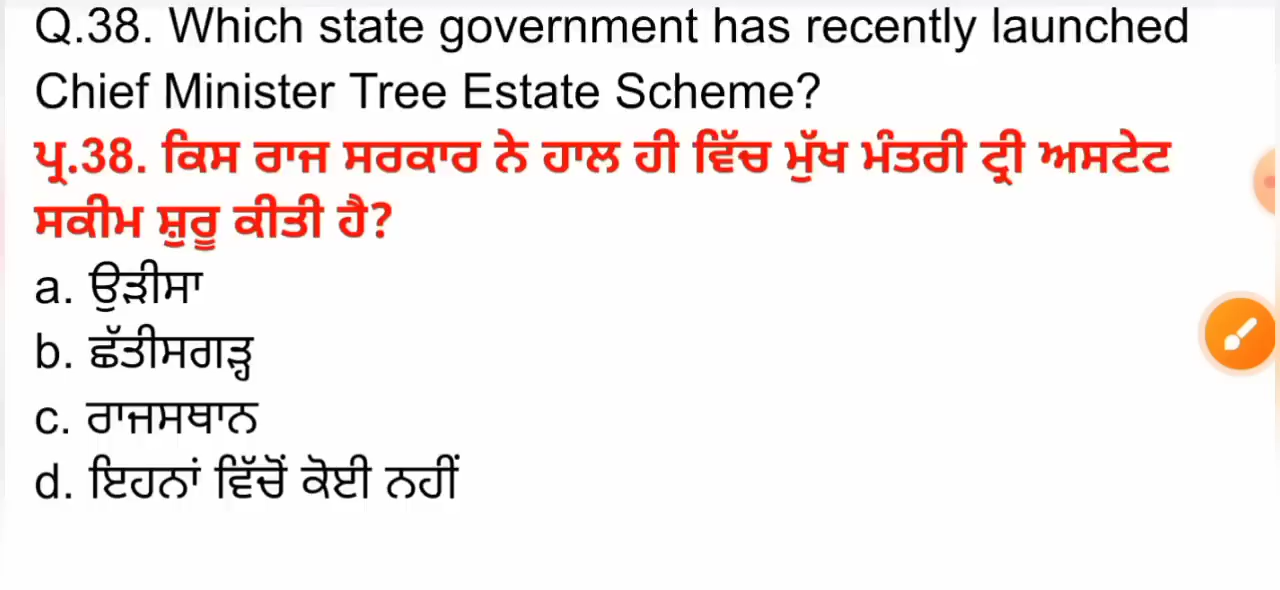 Q.38. Which state government has recently launched
Chief Minister Tree Estate Scheme?
ਪ੍ਰ.38. ਕਿਸ ਰਾਜ ਸਰਕਾਰ ਨੇ ਹਾਲ ਹੀ ਵਿੱਚ ਮੁੱਖ ਮੰਤਰੀ ਟ੍ਰੀ ਅਸਟੇਟ
ਸਕੀਮ ਸ਼ੁਰੂ ਕੀਤੀ ਹੈ?
a. ਉੜੀਸਾ
b. ਛੱਤੀਸਗੜ੍ਹ
c. ਰਾਜਸਥਾਨ
d. ਇਹਨਾਂ ਵਿੱਚੋਂ ਕੋਈ ਨਹੀਂ